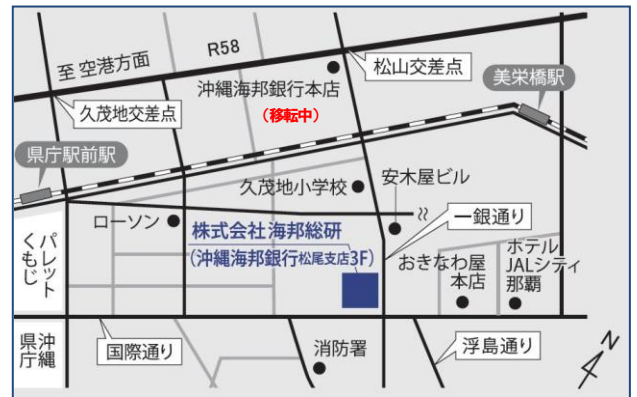 至 空港方面
R58
松山交差点
沖縄海邦銀行本店
(移転中)
美栄橋駅
久茂地交差点
県庁駅前駅
久茂地小学校
安木屋ビル
ローソン
株式会社海邦総研
(沖縄海邦銀行松尾支店3F)
一銀通り
パレット
くもじ
おきなわ屋
本店
ホテル
JALシティ
那覇
沖縄
県庁
国際通り
消防署
浮島通り
N